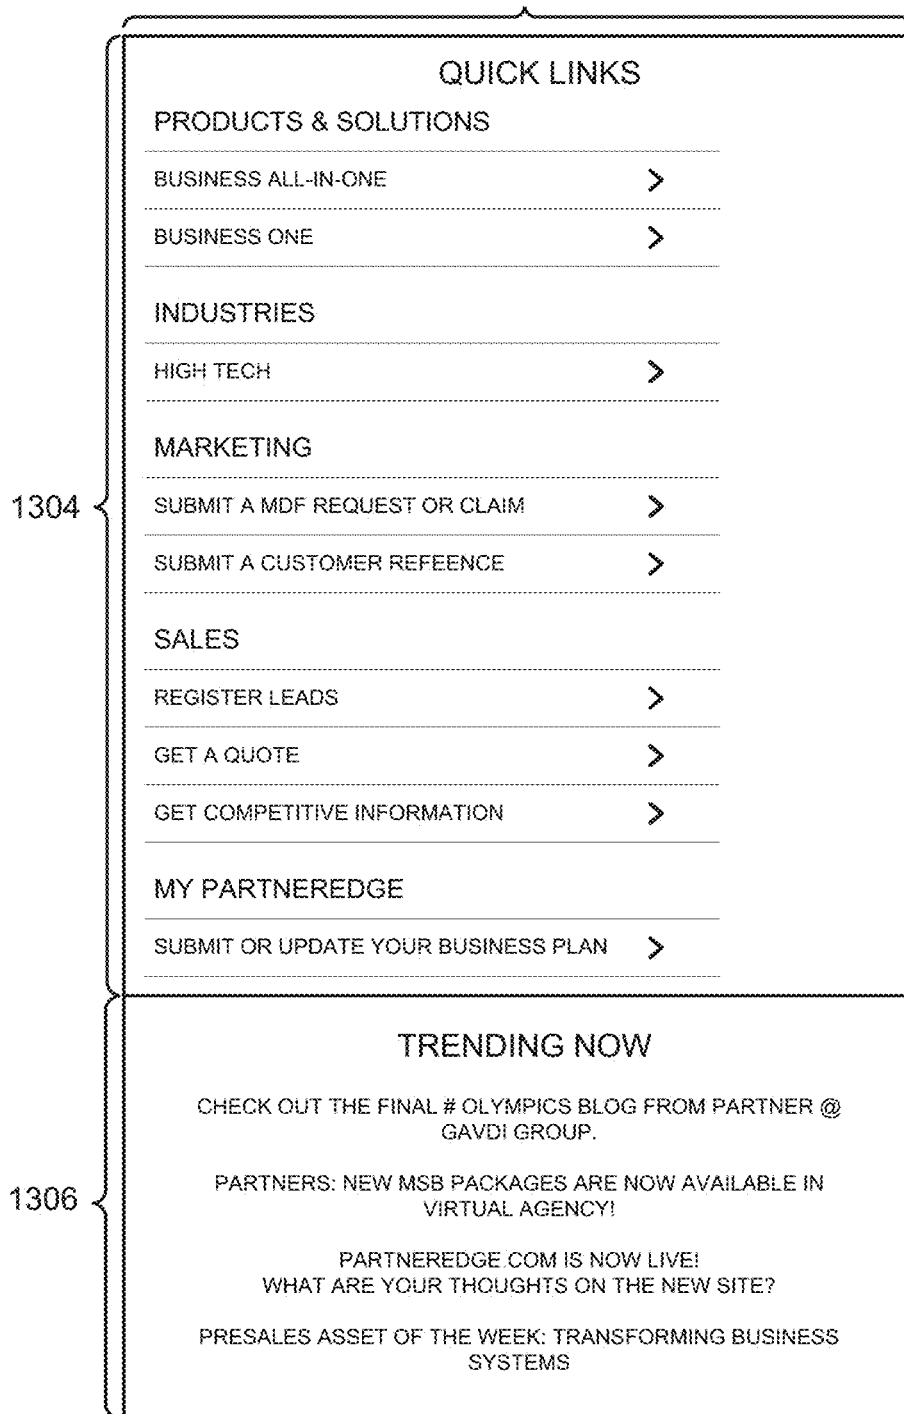 QUICK LINKS
PRODUCTS & SOLUTIONS
BUSINESS ALL-IN-ONE
BUSINESS ONE
INDUSTRIES
HIGH TECH
MARKETING
1304
SUBMIT A MDF REQUEST OR CLAIM
SUBMIT A CUSTOMER REFEENCE
SALES
REGISTER LEADS
GET A QUOTE
GET COMPETITIVE INFORMATION
MY PARTNEREDGE
SUBMIT OR UPDATE YOUR BUSINESS PLAN
TRENDING NOW
CHECK OUT THE FINAL # OLYMPICS BLOG FROM PARTNER @
GAVDI GROUP.
1306
PARTNERS: NEW MSB PACKAGES ARE NOW AVAILABLE IN
VIRTUAL AGENCY!
PARTNEREDGE.COM IS NOW LIVE!
WHAT ARE YOUR THOUGHTS ON THE NEW SITE?
PRESALES ASSET OF THE WEEK: TRANSFORMING BUSINESS
SYSTEMS